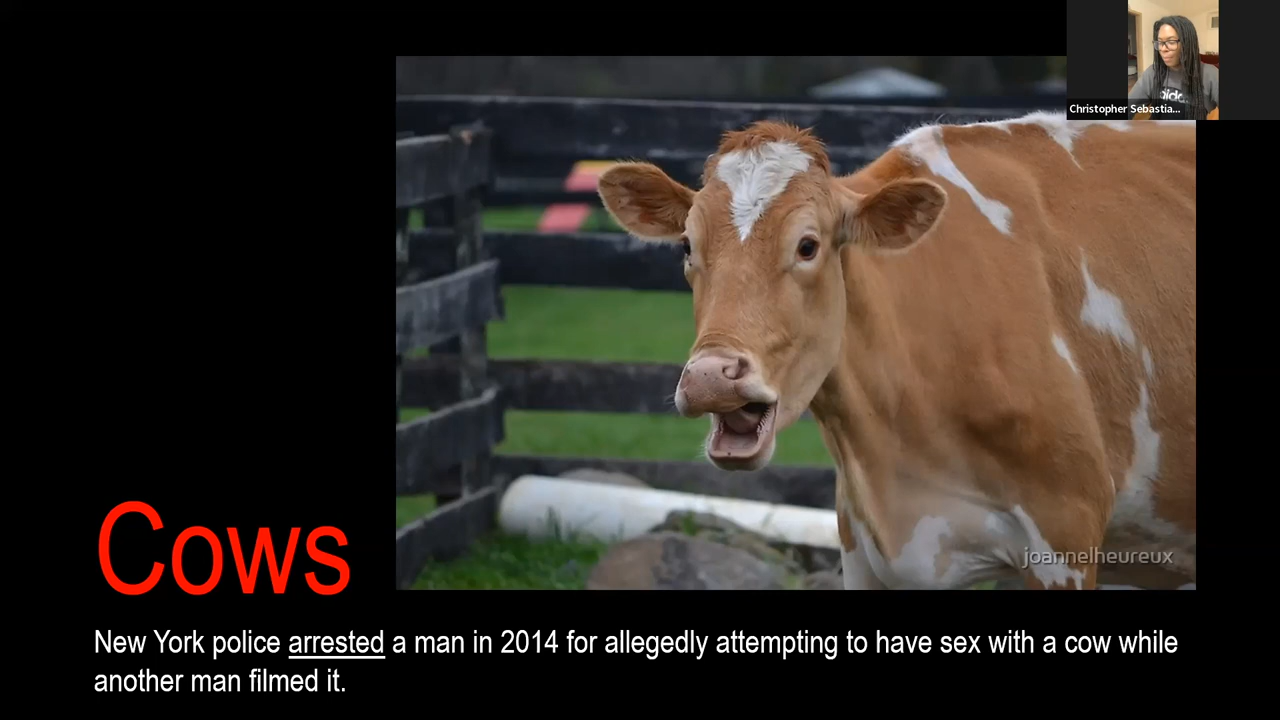 Christopher Sebastia...
joannelheureux
Cows
New York police arrested a man in 2014 for allegedly attempting to have sex with a cow while
another man filmed it.